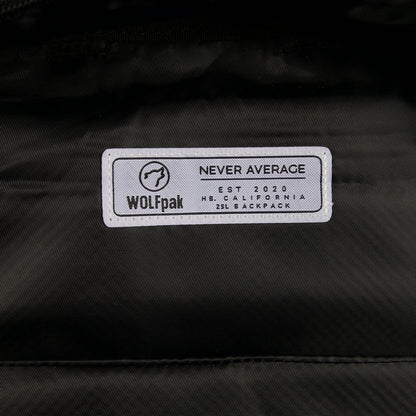 WOLFpak
NEVER AVERAGE
EST 2020
HB. CALIFORNIA
25L BACKPACK